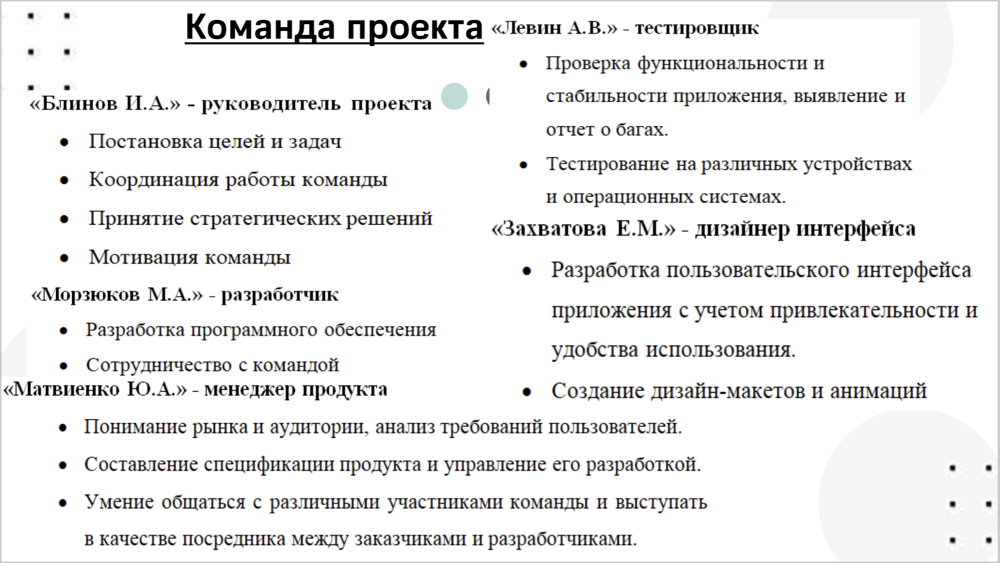 Команда проекта
«Блинов И.А.» - руководитель проекта
• Постановка целей и задач
• Координация работы команды
• Принятие стратегических решений
• Мотивация команды
«Морзюков М.А.» - разработчик
• Разработка программного обеспечения
• Сотрудничество с командой
«Матвиенко Ю.А.» - менеджер продукта
• Понимание рынка и аудитории, анализ требований пользователей.
• Составление спецификации продукта и управление его разработкой.
• Умение общаться с различными участниками команды и выступать
в качестве посредника между заказчиками и разработчиками.
«Левин А.В.» - тестировщик
• Проверка функциональности и
стабильности приложения, выявление и
отчет о багах.
• Тестирование на различных устройствах
и операционных системах.
«Захватова Е.М.» - дизайнер интерфейса
• Разработка пользовательского интерфейса
приложения с учетом привлекательности и
удобства использования.
• Создание дизайн-макетов и анимаций